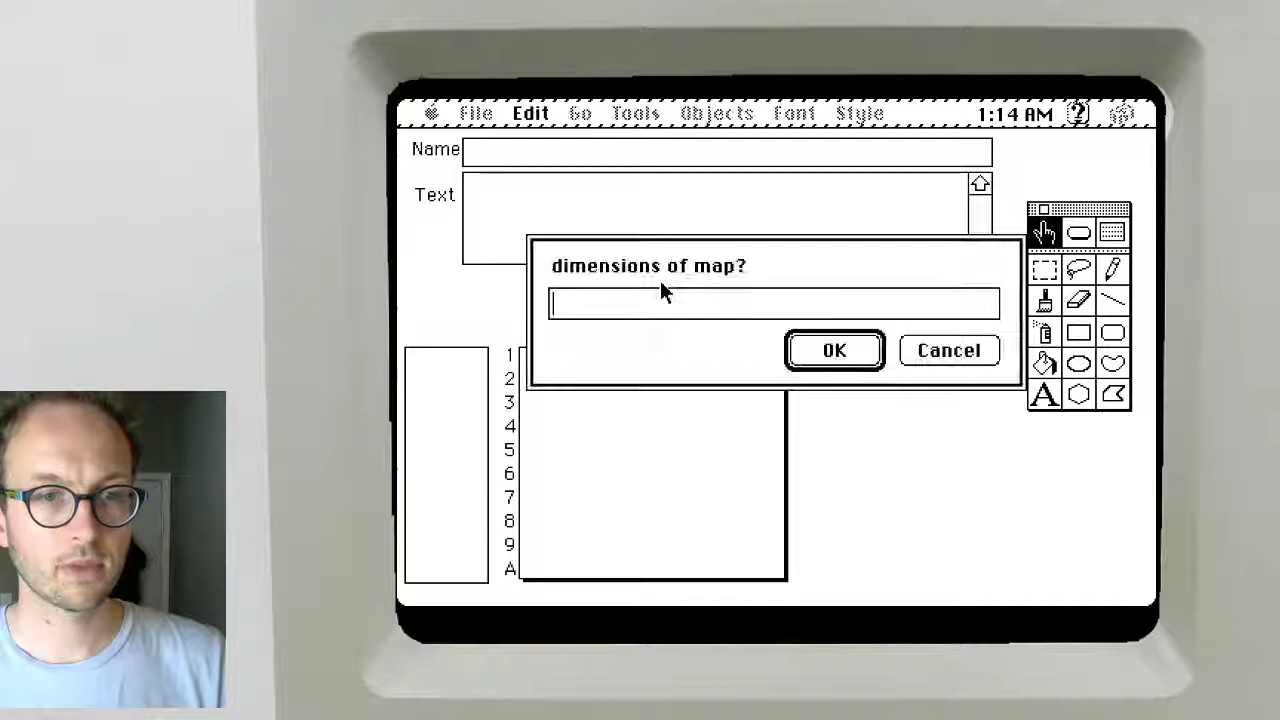 File Edit Go Tools Objects Font Style 1:14 AM
Name
Text
dimensions of map?
OK Cancel
1
2
3
4
5
6
7
8
9
A
A